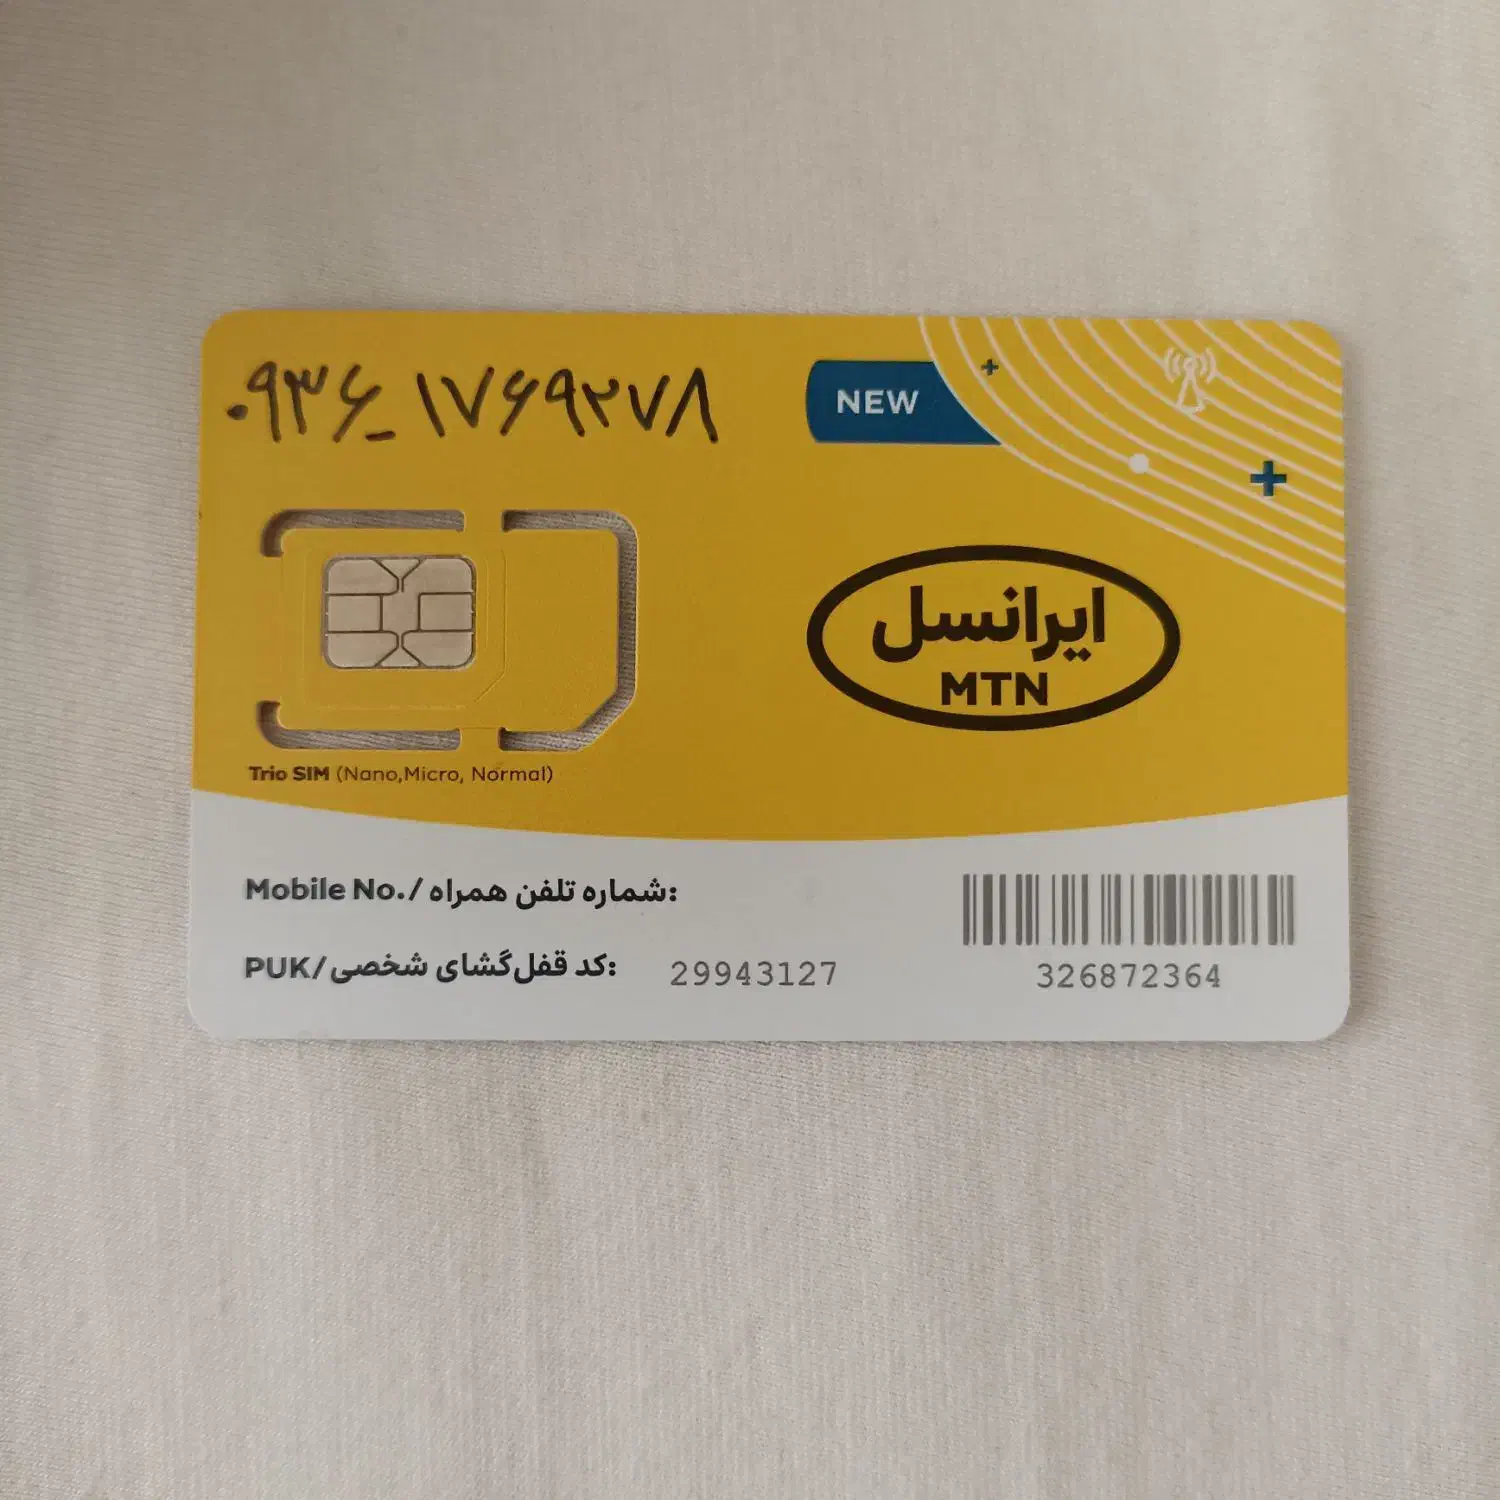 ۰۹۳۶_۱۷۶۹۲۷۸
NEW
ایرانسل
MTN
Trio SIM (Nano,Micro, Normal)
Mobile No./شماره تلفن همراه:
PUK/کد قفل‌گشای شخصی: 29943127
326872364